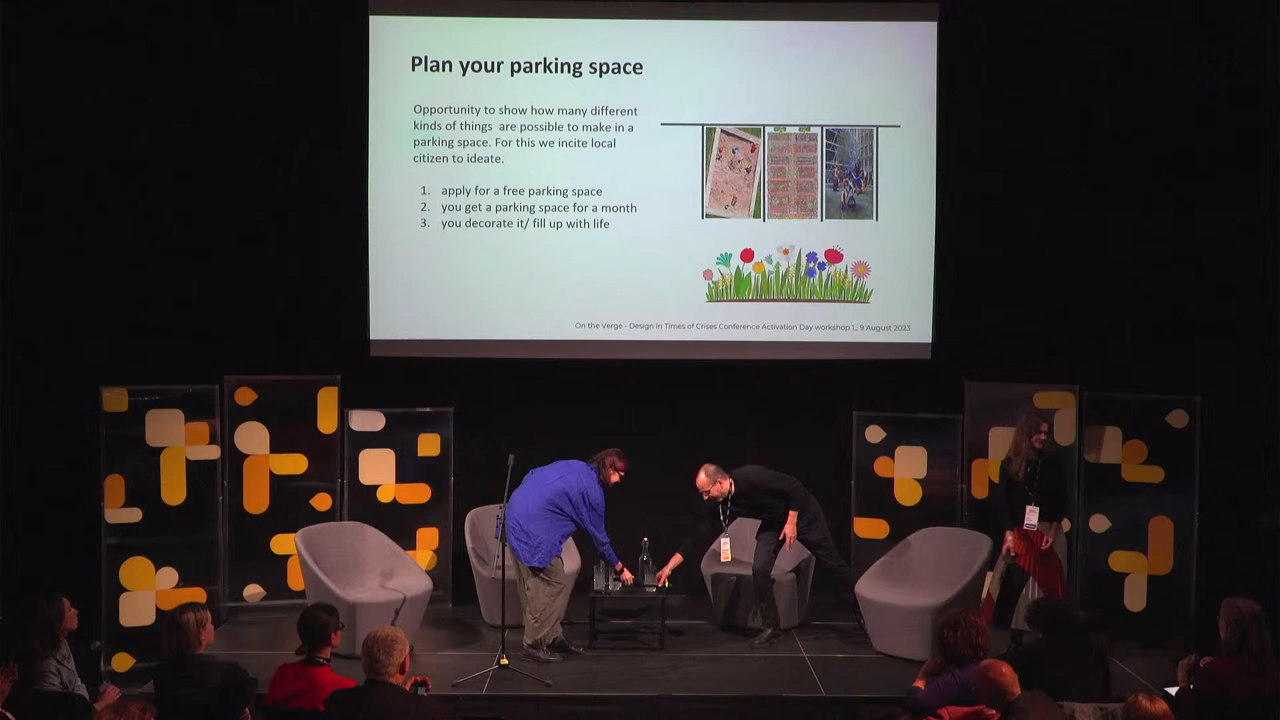 Plan your parking space
Opportunity to show how many different
kinds of things are possible to make in a
parking space. For this we incite local
citizen to ideate.
1. apply for a free parking space
2. you get a parking space for a month
3. you decorate it/ fill up with life
On the Verge - Design in Times of Crises Conference Activation Day workshop 1_ 9 August 2023